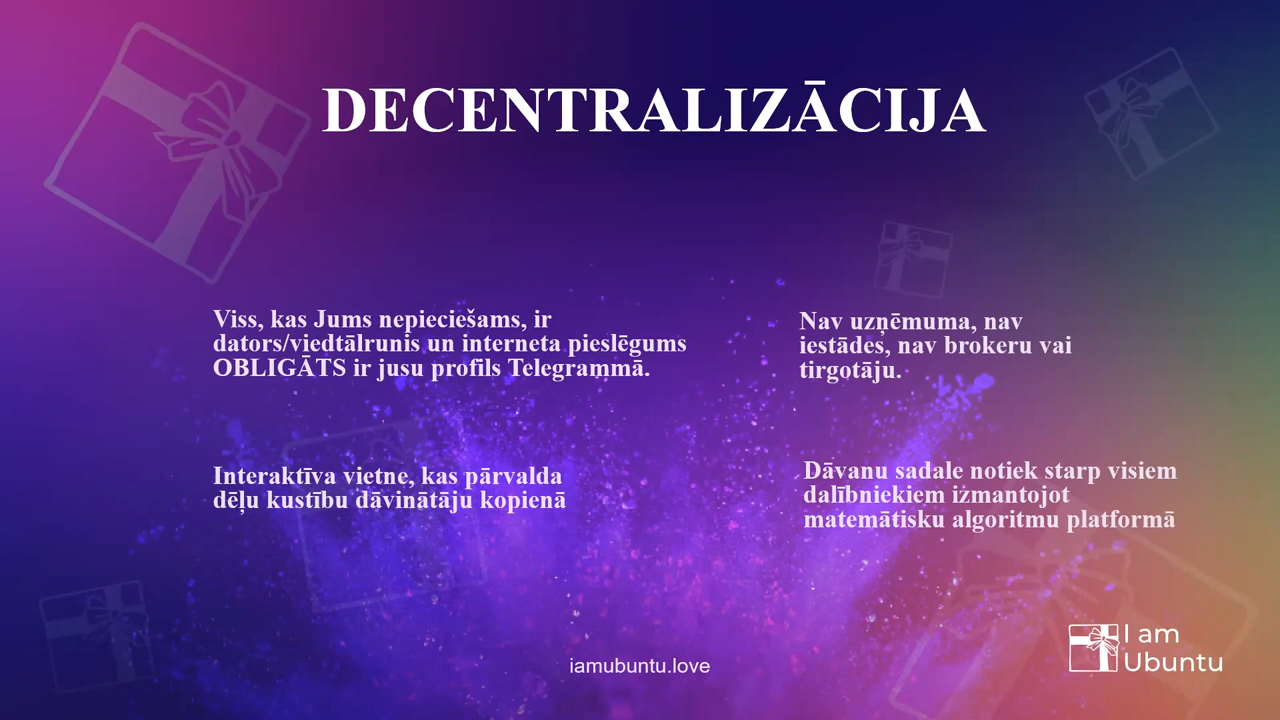 DECENTRALIZĀCIJA
Viss, kas Jums nepieciešams, ir
dators/viedtālrunis un interneta pieslēgums
OBLIGĀTS ir jusu profils Telegrammā.
Nav uzņēmuma, nav
iestādes, nav brokeru vai
tirgotāju.
Interaktīva vietne, kas pārvalda
dēļu kustību dāvinātāju kopienā
Dāvanu sadale notiek starp visiem
dalībniekiem izmantojot
matemātisku algoritmu platformā
iamubuntu.love
I am
Ubuntu